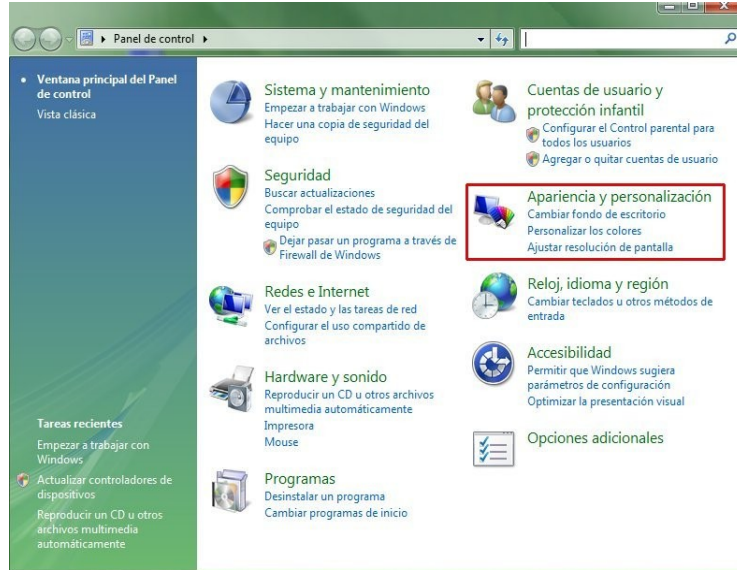 Panel de control
Ventana principal del Panel
de control
Vista clásica
Tareas recientes
Empezar a trabajar con
Windows
Actualizar controladores de
dispositivos
Reproducir un CD u otros
archivos multimedia
automáticamente
Sistema y mantenimiento
Empezar a trabajar con Windows
Hacer una copia de seguridad del
equipo
Seguridad
Buscar actualizaciones
Comprobar el estado de seguridad del
equipo
Dejar pasar un programa a través de
Firewall de Windows
Redes e Internet
Ver el estado y las tareas de red
Configurar el uso compartido de
archivos
Hardware y sonido
Reproducir un CD u otros archivos
multimedia automáticamente
Impresora
Mouse
Programas
Desinstalar un programa
Cambiar programas de inicio
Cuentas de usuario y
protección infantil
Configurar el Control parental para
todos los usuarios
Agregar o quitar cuentas de usuario
Apariencia y personalización
Cambiar fondo de escritorio
Personalizar los colores
Ajustar resolución de pantalla
Reloj, idioma y región
Cambiar teclados u otros métodos de
entrada
Accesibilidad
Permitir que Windows sugiera
parámetros de configuración
Optimizar la presentación visual
Opciones adicionales